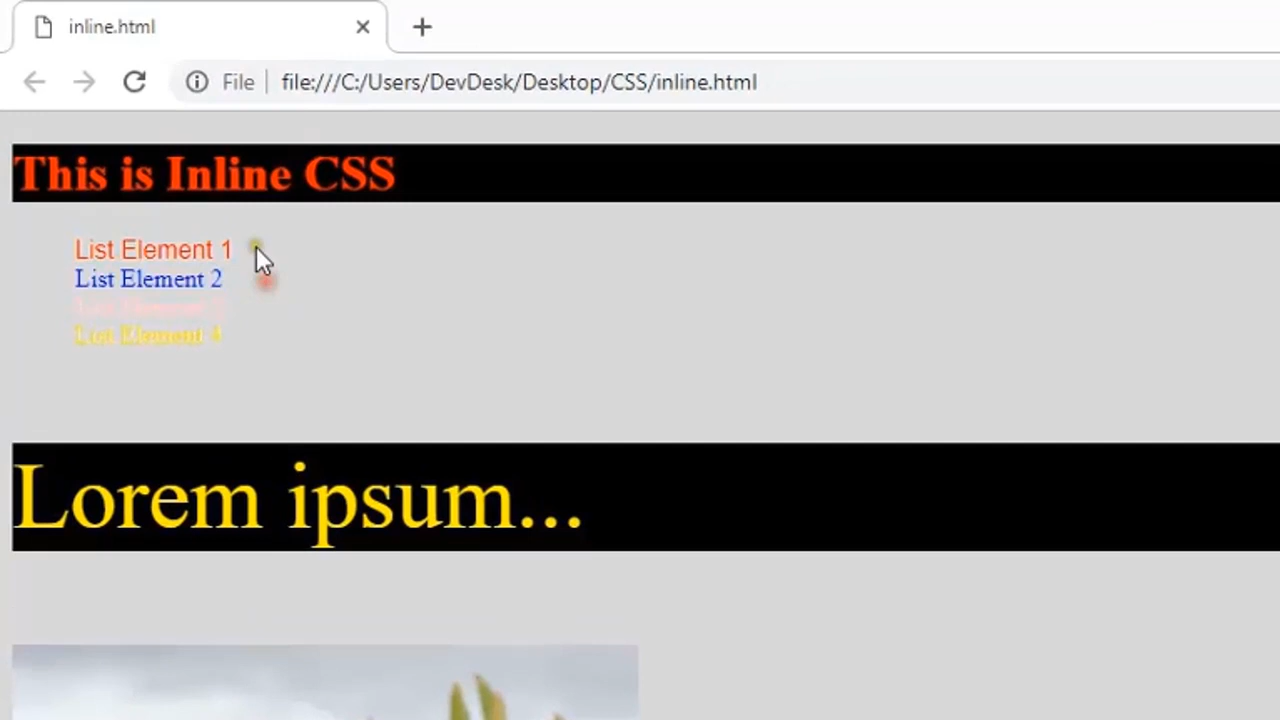 inline.html
File
file:///C:/Users/DevDesk/Desktop/CSS/inline.html
This is Inline CSS
List Element 1
List Element 2
List Element
List Element 4
Lorem ipsum...